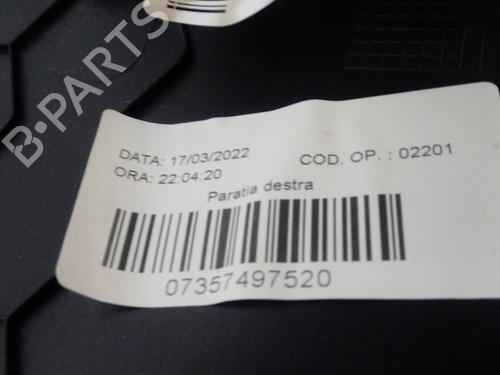 B-PARTS
DATA: 17/03/2022 COD. OP. : 02201
ORA: 22:04:20
Paratia destra
07357497520